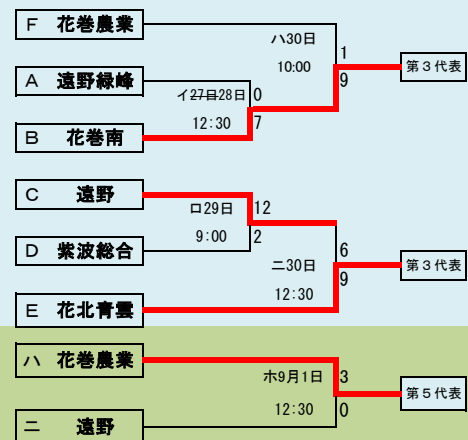 F 花巻農業
ハ30日
10:00
1
9
第3代表
A 遠野緑峰
イ27日28日
12:30
0
7
B 花巻南
C 遠野
ロ29日
9:00
12
2
D 紫波総合
ニ30日
12:30
6
9
第3代表
E 花北青雲
ハ 花巻農業
ホ9月1日
12:30
3
0
第5代表
ニ 遠野